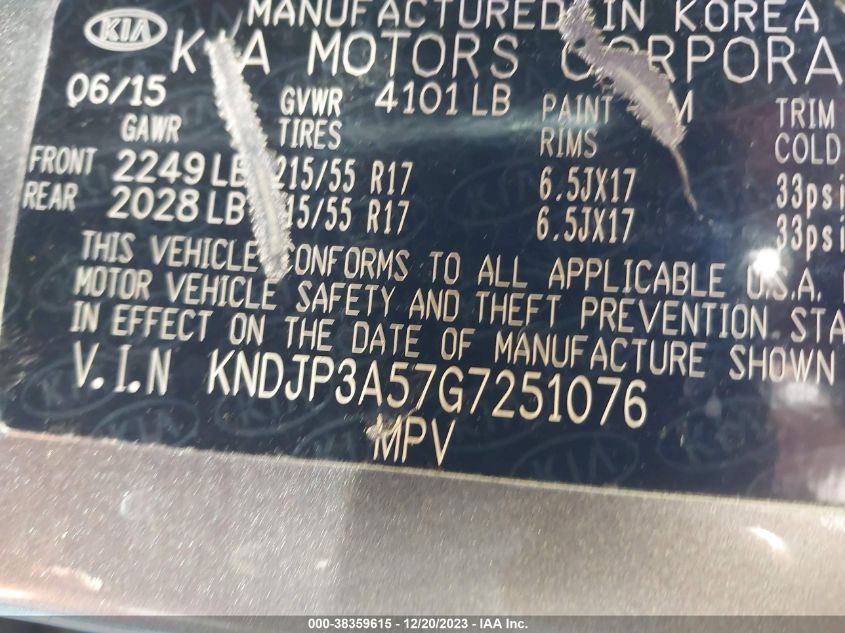 MANUFACTURED IN KOREA
KIA KIA MOTORS CORPORA
06/15 GVWR 4101 LB PAINT M TRIM
GAWR TIRES RIMS COLD
FRONT 2249 LB 215/55 R17 6.5JX17 33psi
REAR 2028 LB 15/55 R17 6.5JX17 33psi
THIS VEHICLE CONFORMS TO ALL APPLICABLE U.S.A.
MOTOR VEHICLE SAFETY AND THEFT PREVENTION STA
IN EFFECT ON THE DATE OF MANUFACTURE SHOWN
V.I.N KNDJP3A57G7251076
MPV
000-38359615 - 12/20/2023 - IAA Inc.